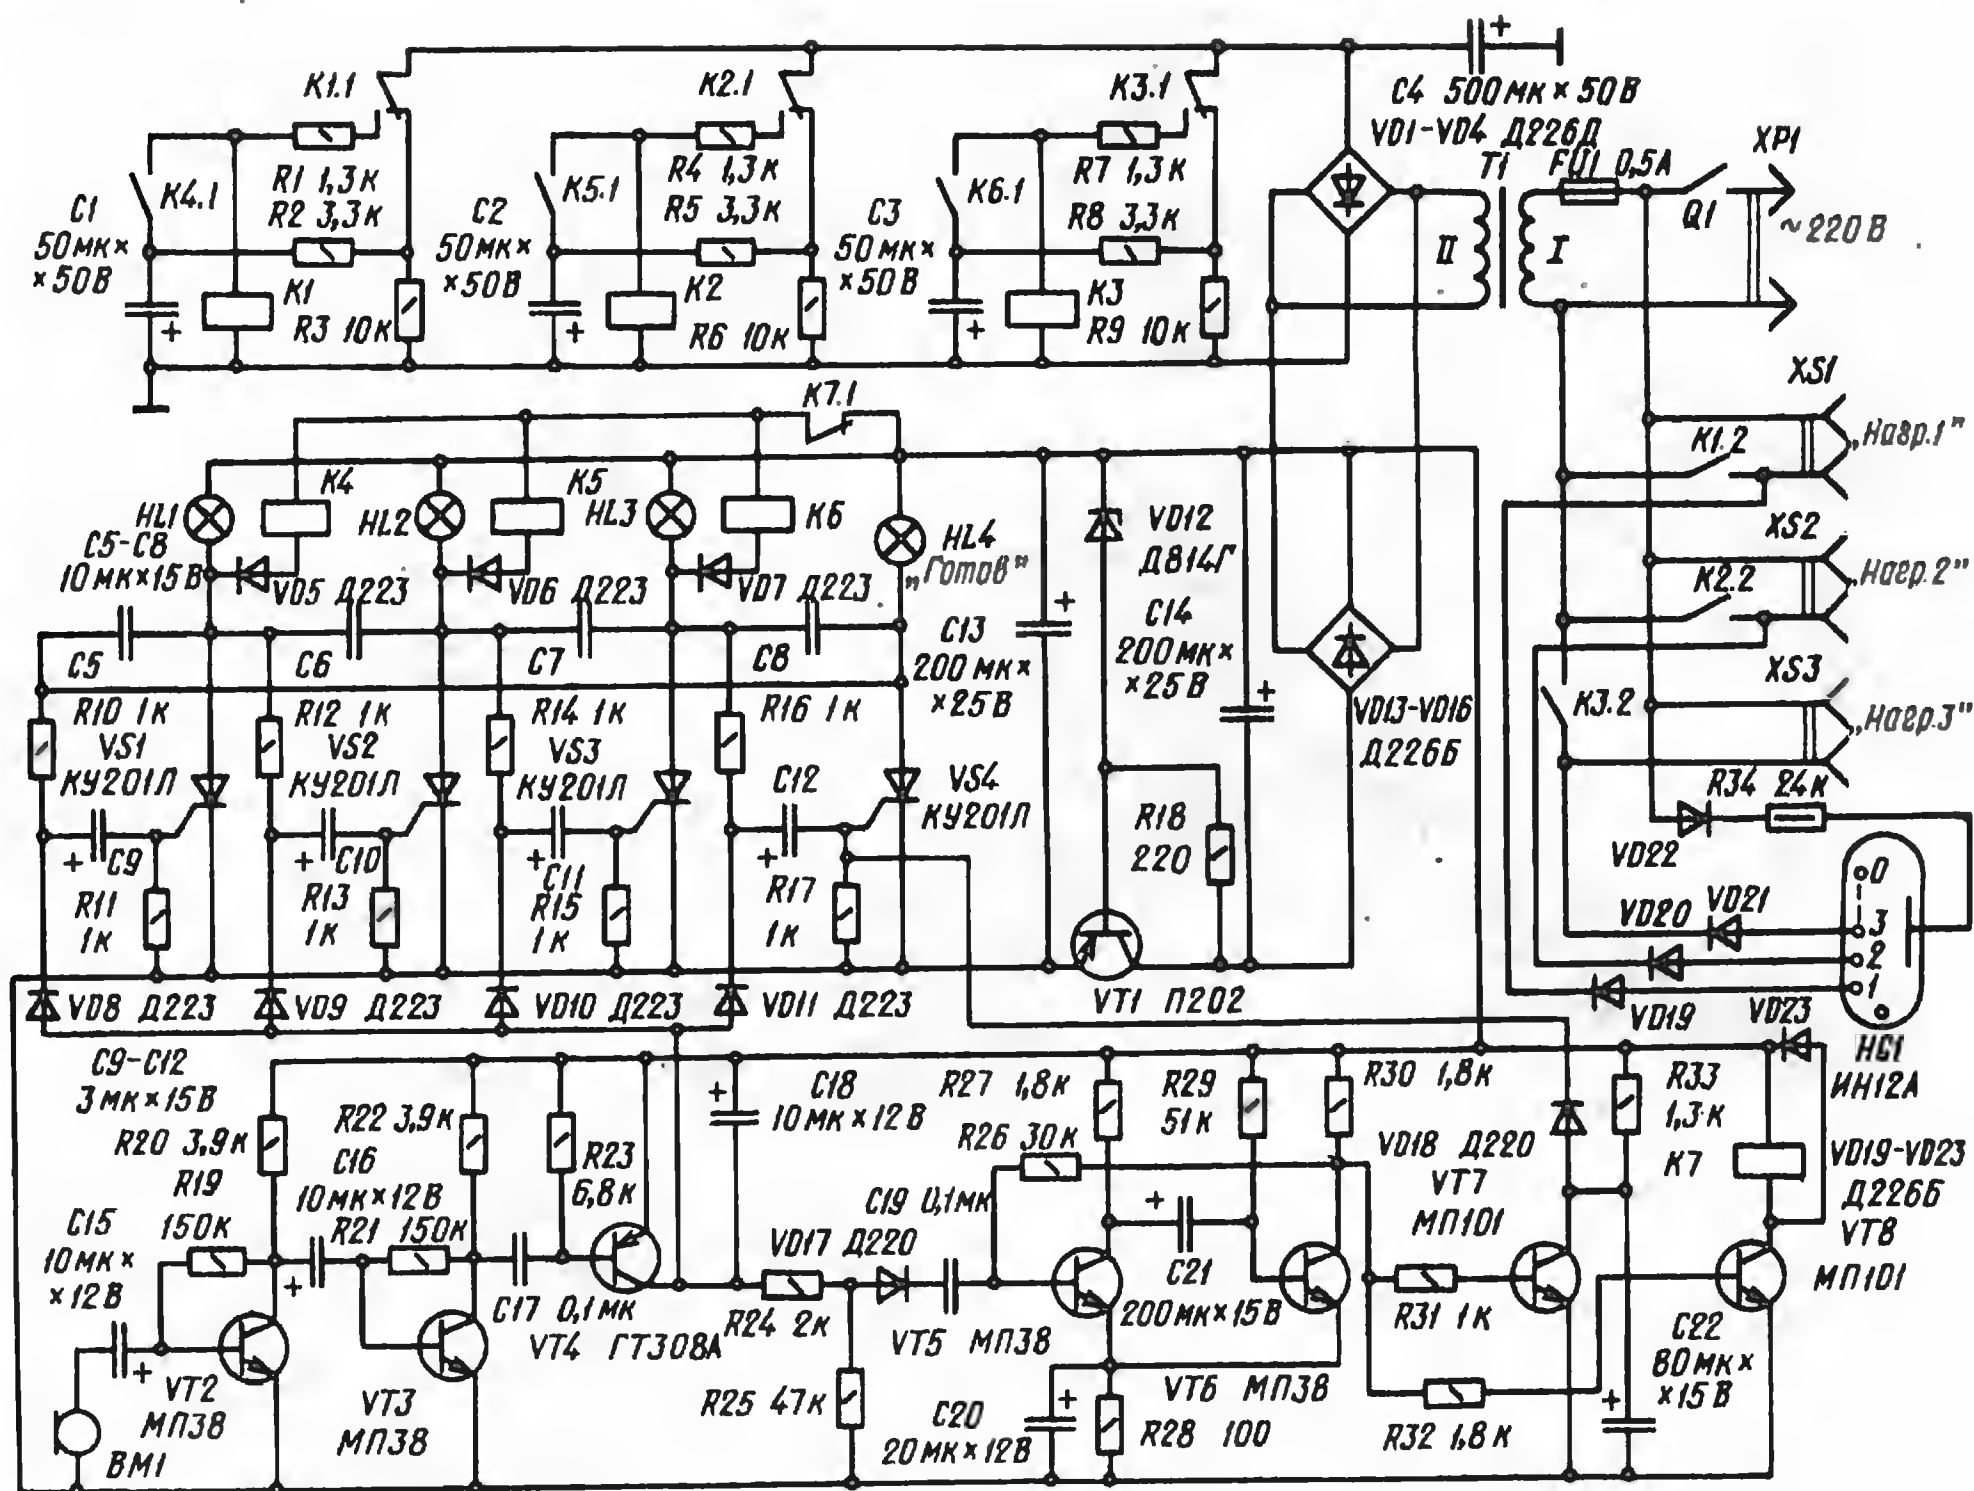 K1.1
K2.1
K3.1
C4 500мк×50В
VD1-VD4 Д226Д
T1
FU1 0,5А
XP1
K4.1
R1 1,3к
R2 3,3к
C1
50мк×
×50В
K5.1
R4 1,3к
R5 3,3к
C2
50мк×
×50В
K6.1
R7 1,3к
R8 3,3к
C3
50мк×
×50В
II
I
Q1
~220В
K1
R3 10к
K2
R6 10к
K3
R9 10к
+
+
+
+
K7.1
XS1
„Нагр.1"
K1.2
K4
K5
K6
HL1
HL2
HL3
HL4
„Готов"
C5-C8
10мк×15В
VD5 Д223
VD6 Д223
VD7 Д223
VD12
Д814Г
XS2
„Нагр.2"
K2.2
C5
C6
C7
C8
C13
200мк×
×25В
+
C14
200мк×
×25В
+
XS3
„Нагр.3"
K3.2
R10 1к
VS1
КУ201Л
R12 1к
VS2
КУ201Л
R14 1к
VS3
КУ201Л
R16 1к
C12
VS4
КУ201Л
VD13-VD16
Д226Б
R34 24к
VD22
R18
220
+ C9
+ C10
+ C11
+
R11
1к
R13
1к
R15
1к
R17
1к
VD21
VD20
0
3
2
1
VD19
VD8 Д223
VD9 Д223
VD10 Д223
VD11 Д223
VT1 П202
VD23
HG1
ИН12А
C9-C12
3мк×15В
R20 3,9к
R19
150к
C15
10мк×
×12В
+
R22 3,9к
C16
10мк×12В
+
R21 150к
R23
6,8к
C18
10мк×12В
+
R27 1,8к
R26 30к
R29
51к
R30 1,8к
VD18 Д220
VT7
МП101
R33
1,3к
K7
VD19-VD23
Д226Б
VT8
МП101
C19 0,1мк
VD17 Д220
C17 0,1мк
VT4 ГТ308А
R24 2к
VT5 МП38
+
C21
200мк×15В
R31 1к
C22
80мк×
×15В
+
VT2
МП38
BM1
VT3
МП38
R25 47к
C20
20мк×12В
+
VT6 МП38
R28 100
R32 1,8к